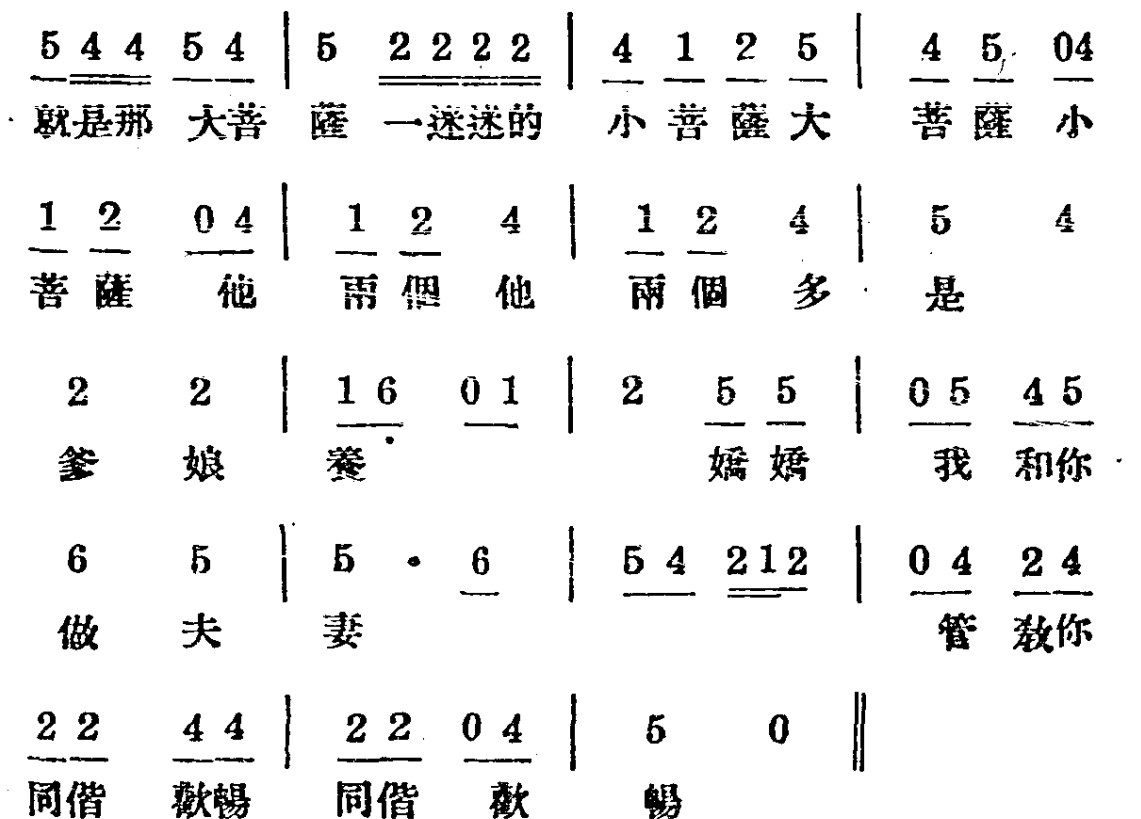 5 4 4 5 4 | 5 2 2 2 2 | 4 1 2 5 | 4 5 04
就是那 大菩 薩 一迷迷的 小 菩 薩 大 菩 薩 小
1 2 0 4 | 1 2 4 | 1 2 4 | 5 4
菩 薩 他 兩 個 他 兩 個 多 是
2 2 | 1 6 0 1 | 2 5 5 | 0 5 4 5
爹 娘 養 嬌 嬌 我 和你
6 5 | 5 · 6 | 5 4 2 1 2 | 0 4 2 4
做 夫 妻 管 教你
2 2 4 4 | 2 2 0 4 | 5 0 ‖
同偕 歡暢 同偕 歡 暢